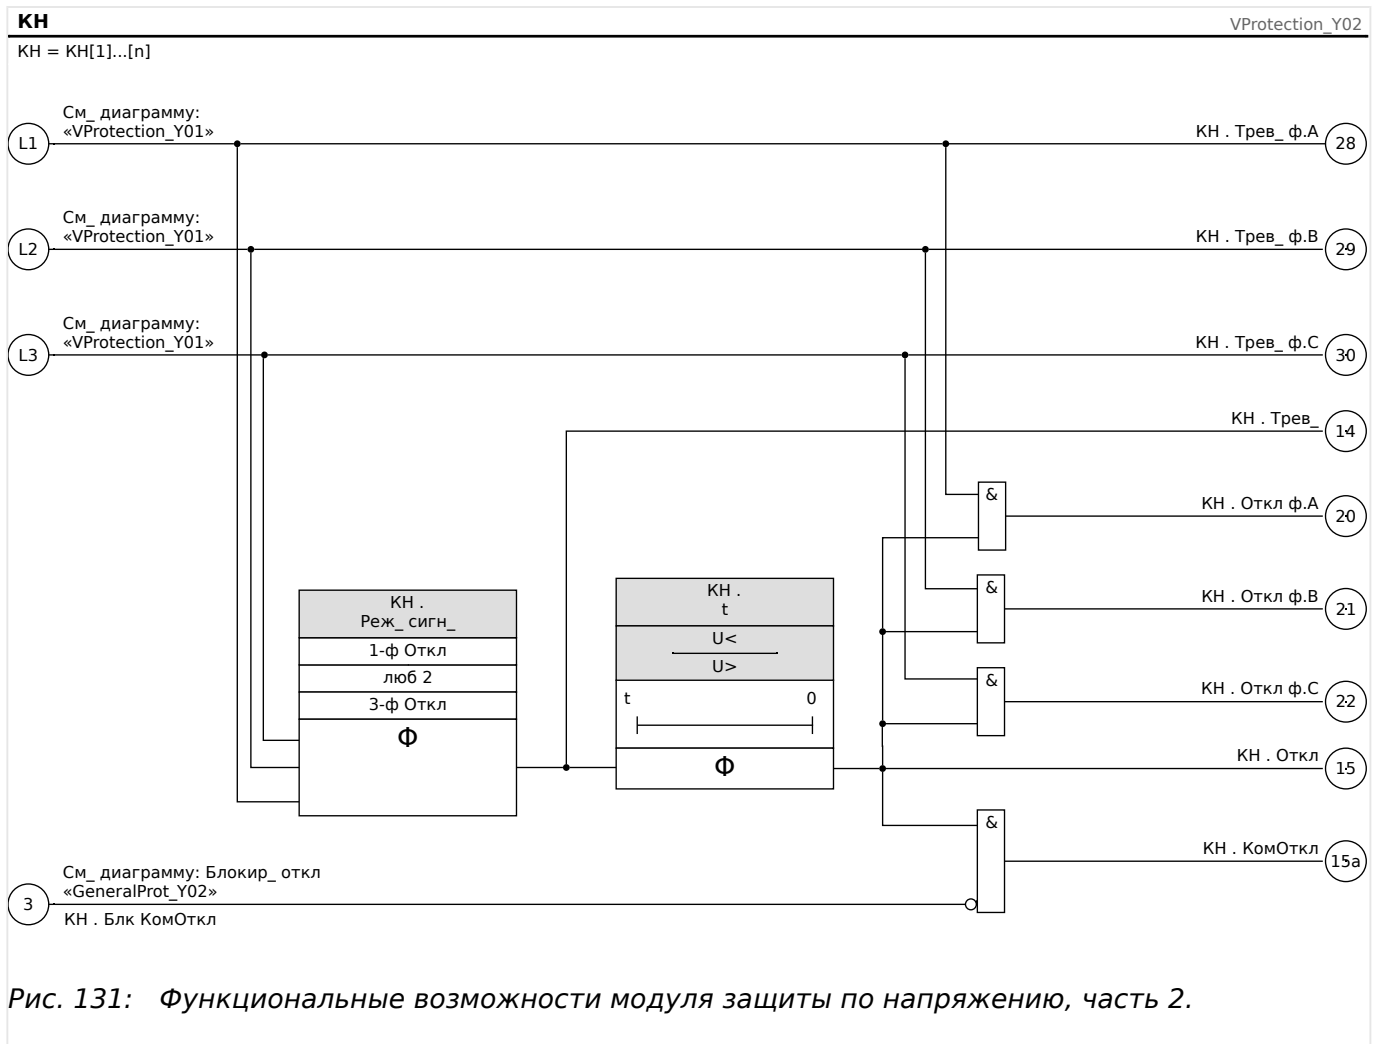 КН
VProtection_Y02
КН = КН[1]...[n]
См_ диаграмму:
«VProtection_Y01»
L1
КН . Трев_ ф.A
28
См_ диаграмму:
«VProtection_Y01»
L2
КН . Трев_ ф.B
29
См_ диаграмму:
«VProtection_Y01»
L3
КН . Трев_ ф.C
30
КН . Трев_
14
&
КН . Откл ф.A
20
&
КН . Откл ф.B
21
КН .
Реж_ сигн_
1-ф Откл
люб 2
3-ф Откл
Ф
КН .
t
U<
U>
t 0
Ф
&
КН . Откл ф.C
22
КН . Откл
15
&
КН . КомОткл
15a
См_ диаграмму: Блокир_ откл
«GeneralProt_Y02»
3
КН . Блк КомОткл
Рис. 131: Функциональные возможности модуля защиты по напряжению, часть 2.